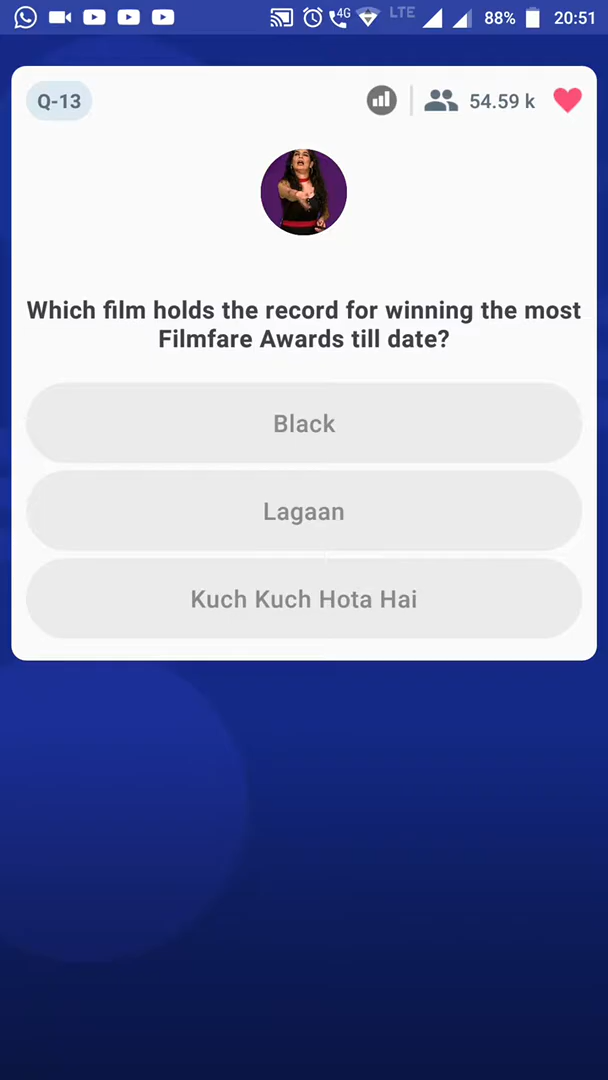 4G LTE 88% 20:51
Q-13 54.59 k
Which film holds the record for winning the most
Filmfare Awards till date?
Black
Lagaan
Kuch Kuch Hota Hai